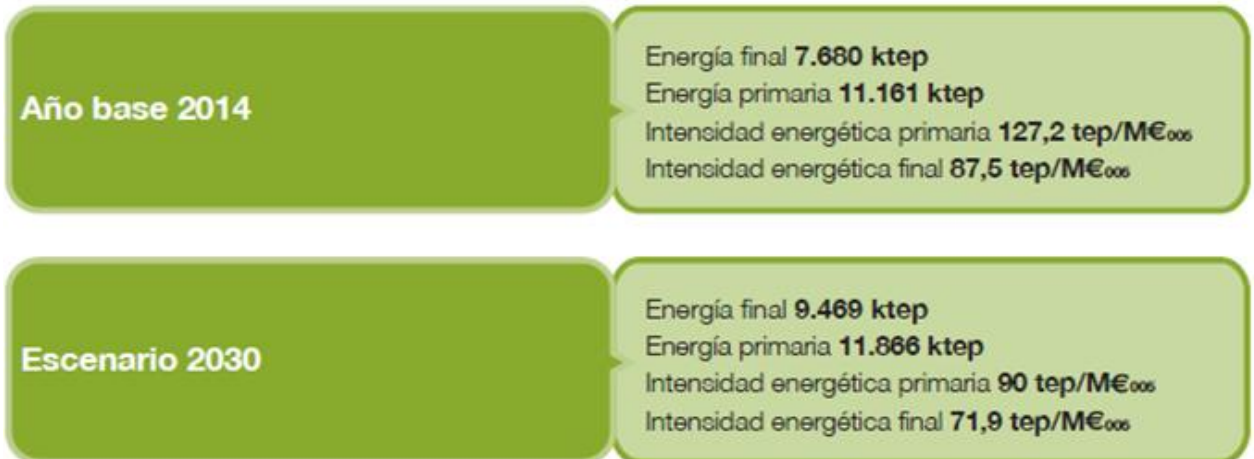 Año base 2014
Energía final 7.680 ktep
Energía primaria 11.161 ktep
Intensidad energética primaria 127,2 tep/M€
Intensidad energética final 87,5 tep/M€
Escenario 2030
Energía final 9.469 ktep
Energía primaria 11.866 ktep
Intensidad energética primaria 90 tep/M€
Intensidad energética final 71,9 tep/M€